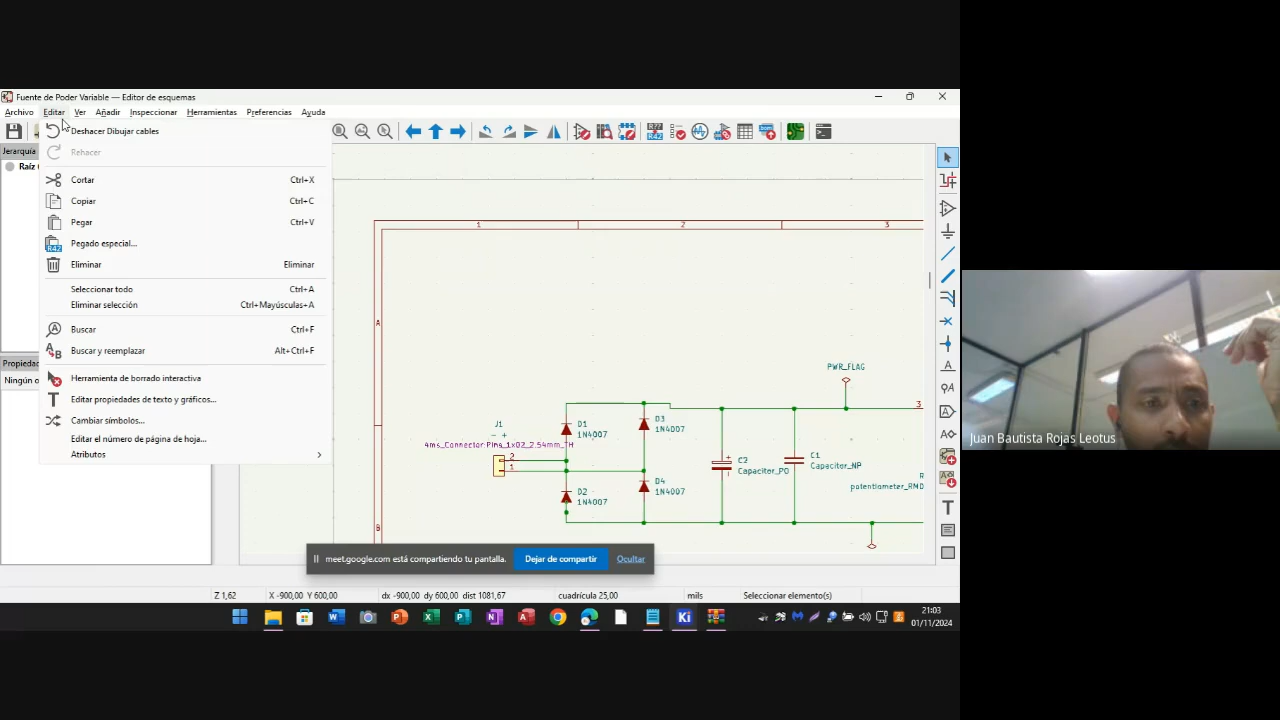 Fuente de Poder Variable — Editor de esquemas
Archivo Editar Ver Añadir Inspeccionar Herramientas Preferencias Ayuda
Deshacer Dibujar cables
Rehacer
Cortar Ctrl+X
Copiar Ctrl+C
Pegar Ctrl+V
Pegado especial...
Eliminar Eliminar
Seleccionar todo Ctrl+A
Eliminar selección Ctrl+Mayúsculas+A
Buscar Ctrl+F
Buscar y reemplazar Alt+Ctrl+F
Herramienta de borrado interactiva
Editar propiedades de texto y gráficos...
Cambiar símbolos...
Editar el número de página de hoja...
Atributos
Jerarquía
Raíz
Propiedad
Ningún o
1 2 3
A
B
PWR_FLAG
3
J1
- +
4ms_Connector Pins_1x02_2.54mm_TH
2
1
D1
1N4007
D3
1N4007
D2
1N4007
D4
1N4007
C2
Capacitor_PO
C1
Capacitor_NP
R
potentiometer_RMD
meet.google.com está compartiendo tu pantalla. Dejar de compartir Ocultar
Z 1,62 X -900,00 Y 600,00 dx -900,00 dy 600,00 dist 1081,67 cuadrícula 25,00 mils Seleccionar elemento(s)
21:03
01/11/2024
Juan Bautista Rojas Leotus